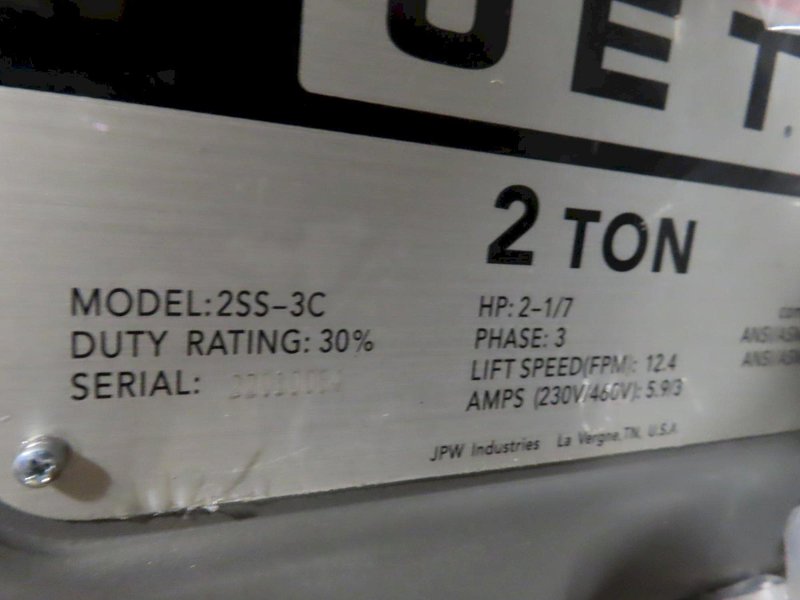 JET
2 TON
MODEL: 2SS-3C
DUTY RATING: 30%
SERIAL:
HP: 2-1/7
PHASE: 3
LIFT SPEED(FPM): 12.4
AMPS (230V/460V): 5.9/3
JPW Industries La Vergne, TN, U.S.A